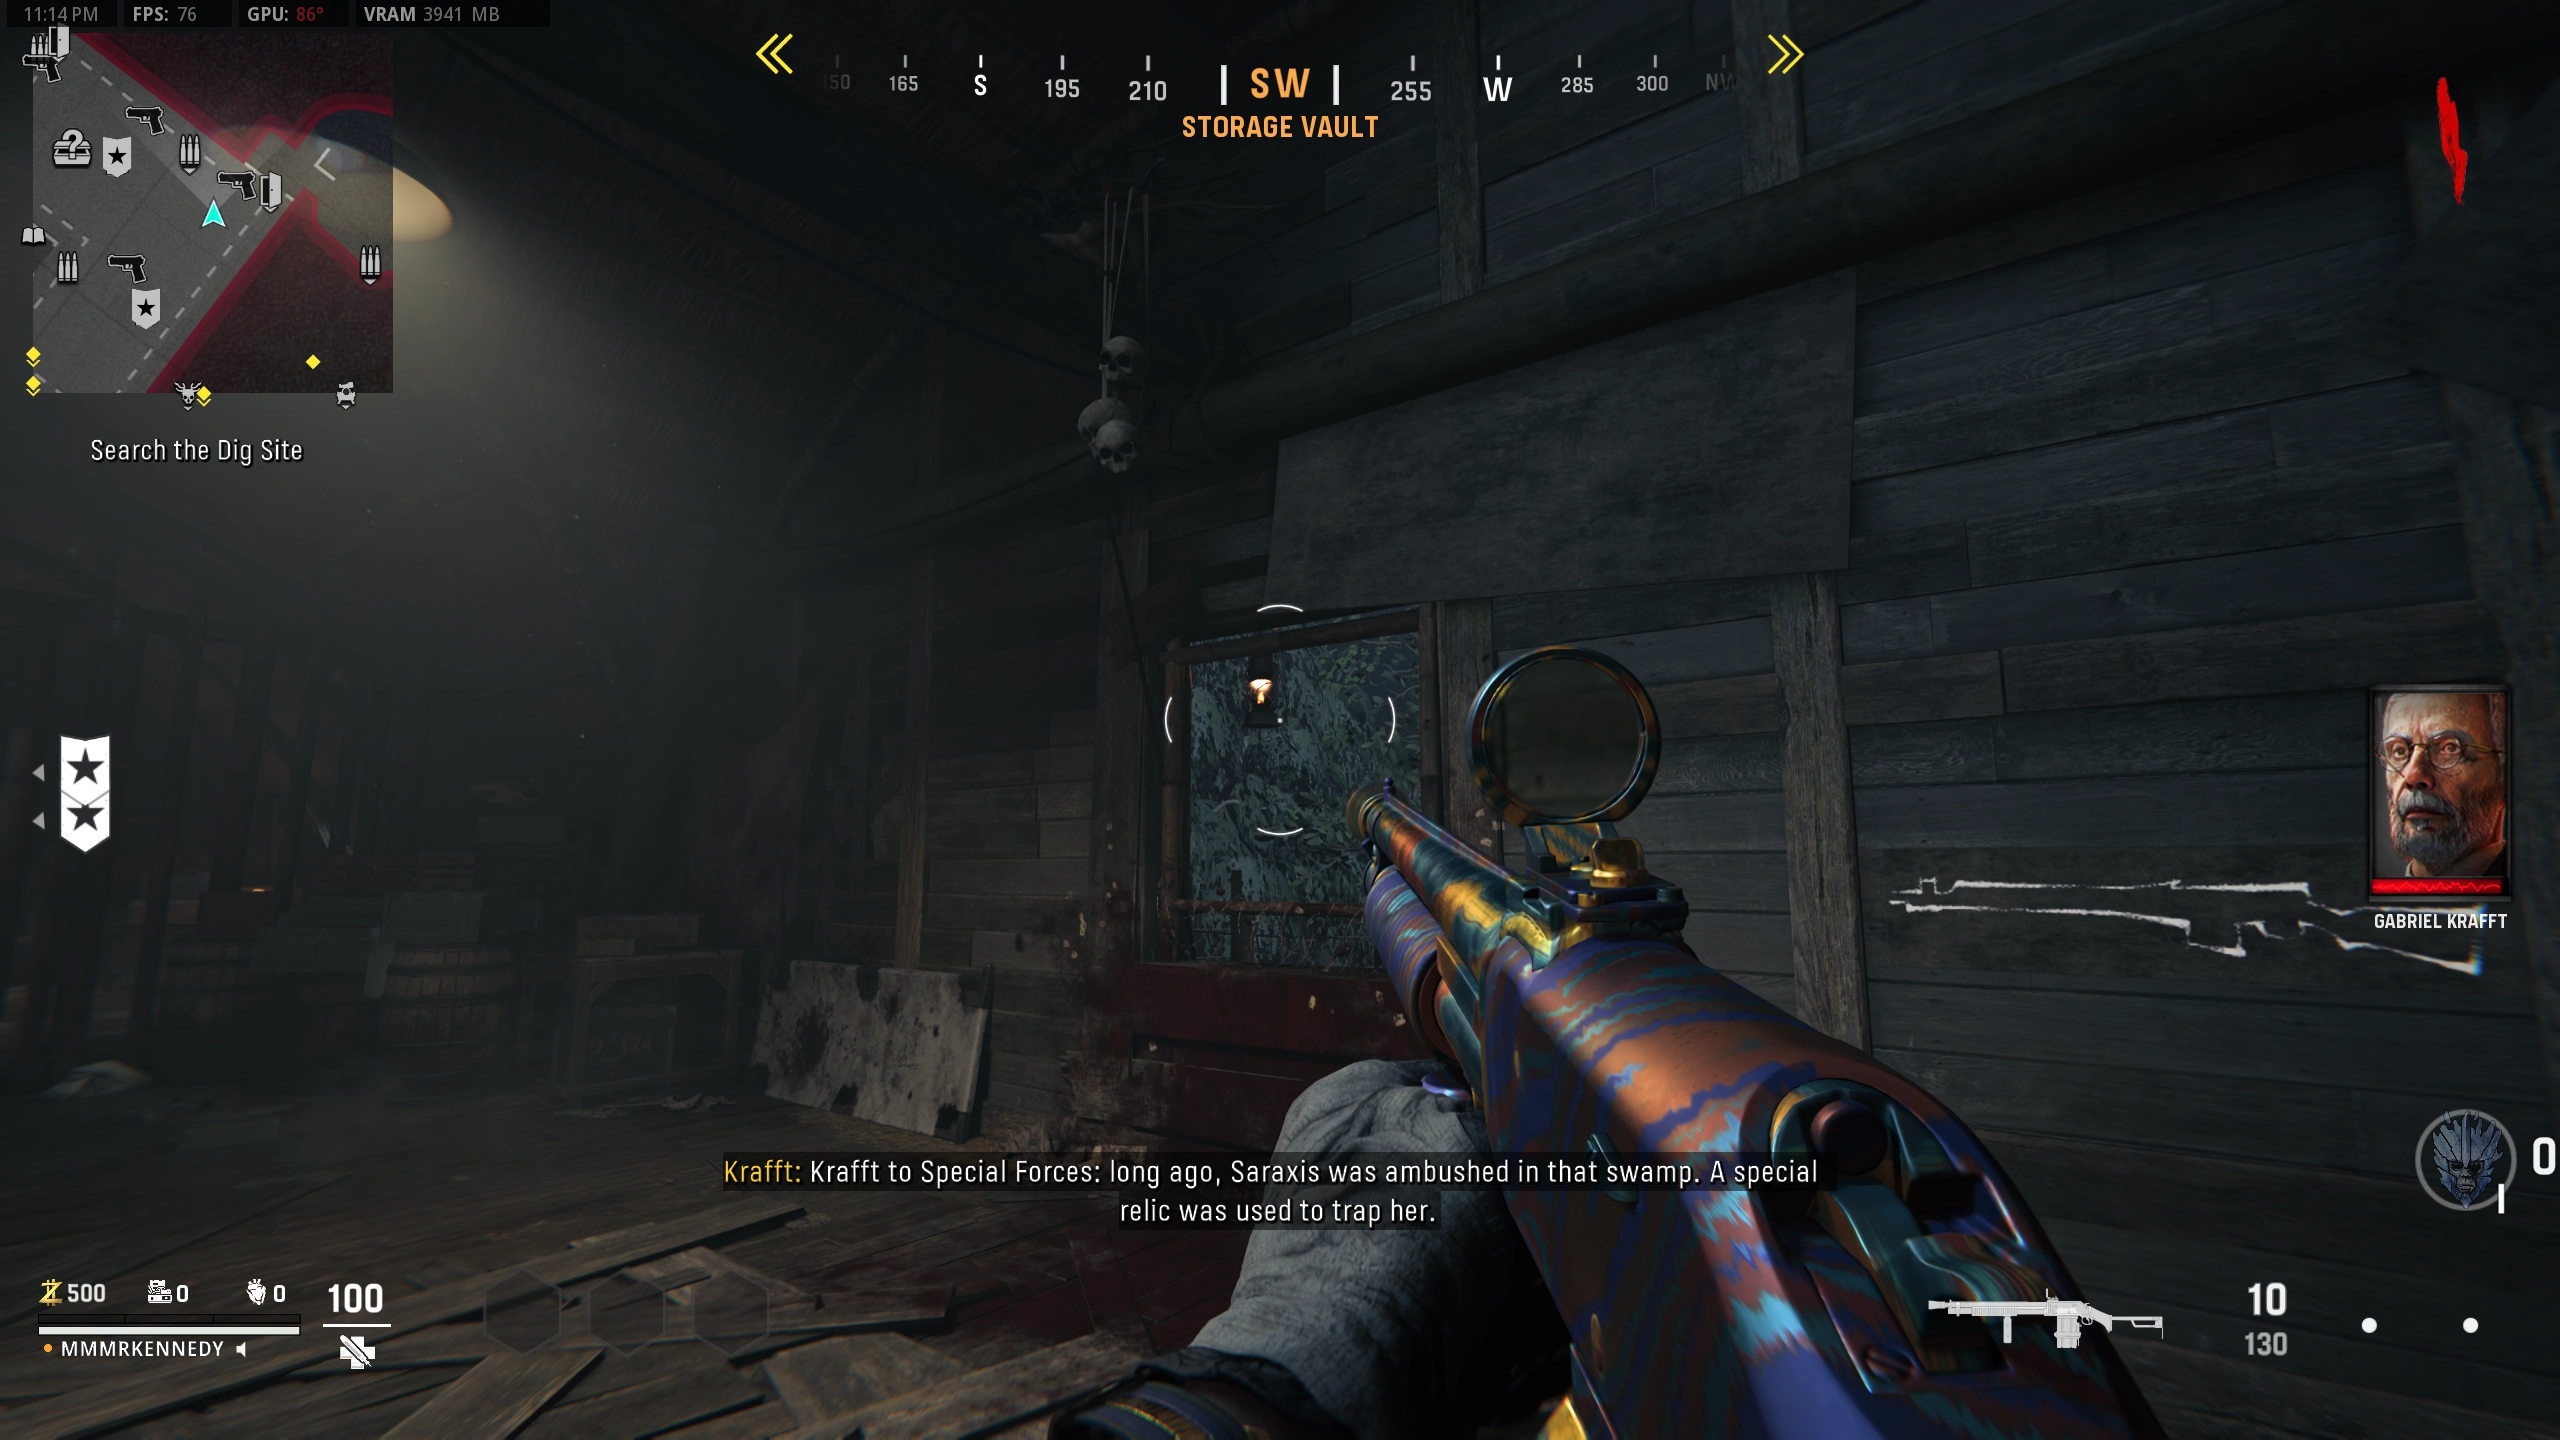 11:14 PM FPS: 76 GPU: 86° VRAM 3941 MB
150 165 S 195 210 SW 255 W 285 300 NW
STORAGE VAULT
Search the Dig Site
GABRIEL KRAFFT
Krafft: Krafft to Special Forces: long ago, Saraxis was ambushed in that swamp. A special
relic was used to trap her.
0
500 0 0 100
10
130
MMMRKENNEDY